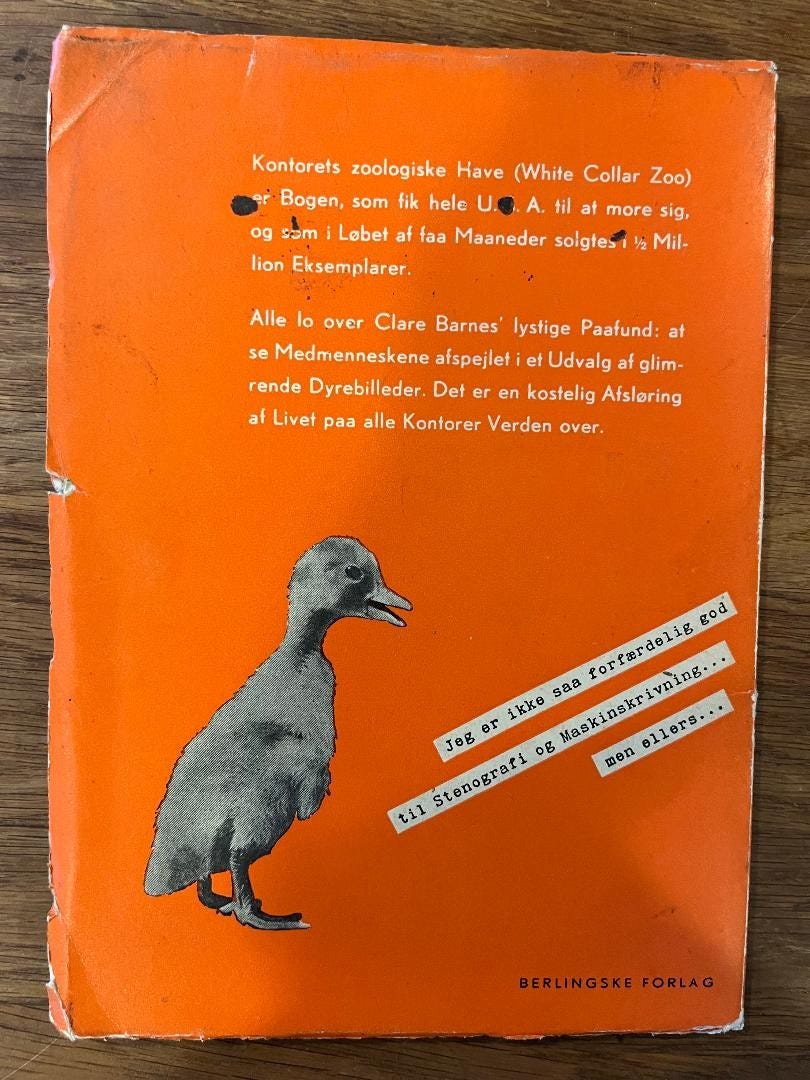 Kontorets zoologiske Have (White Collar Zoo)
er Bogen, som fik hele U. . A. til at more sig,
og som i Løbet af faa Maaneder solgtes i ½ Mil-
lion Eksemplarer.
Alle lo over Clare Barnes' lystige Paafund: at
se Medmenneskene afspejlet i et Udvalg af glim-
rende Dyrebilleder. Det er en kostelig Afsløring
af Livet paa alle Kontorer Verden over.
Jeg er ikke saa forfærdelig god
til Stenografi og Maskinskrivning...
men ellers...
BERLINGSKE FORLAG